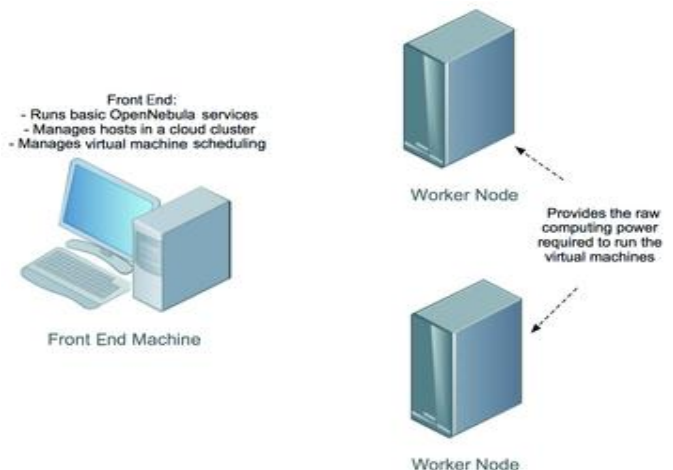 Front End:
- Runs basic OpenNebula services
- Manages hosts in a cloud cluster
- Manages virtual machine scheduling
Front End Machine
Worker Node
Provides the raw
computing power
required to run the
virtual machines
Worker Node